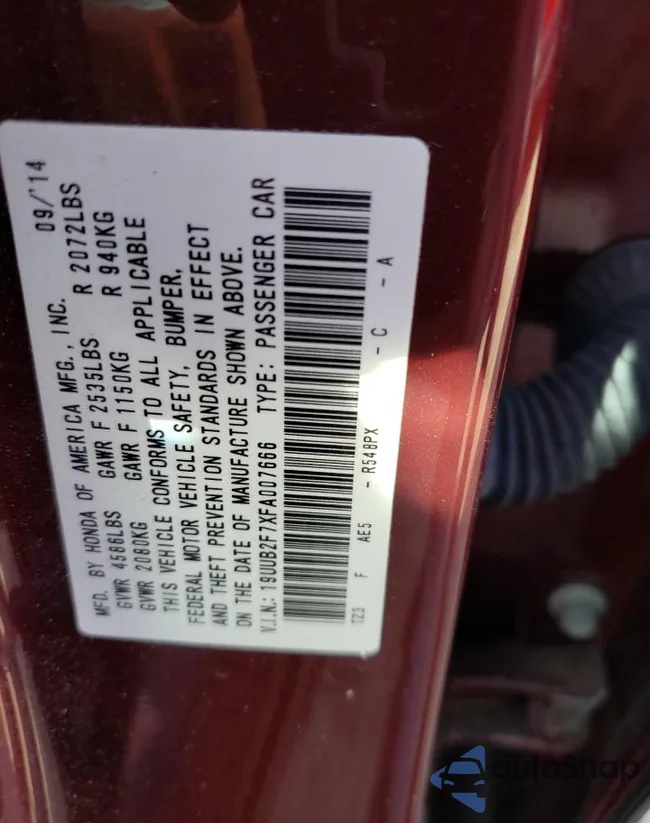 MFD. BY HONDA OF AMERICA MFG., INC. 09/'14
GVWR 4586LBS GAWR F 2535LBS R 2072LBS
GVWR 2080KG GAWR F 1150KG R 940KG
THIS VEHICLE CONFORMS TO ALL APPLICABLE
FEDERAL MOTOR VEHICLE SAFETY, BUMPER,
AND THEFT PREVENTION STANDARDS IN EFFECT
ON THE DATE OF MANUFACTURE SHOWN ABOVE.
V.I.N.: 19UUB2F7XFA007666 TYPE: PASSENGER CAR
TZ3 F AE5 - R548PX - C - A
autoShap